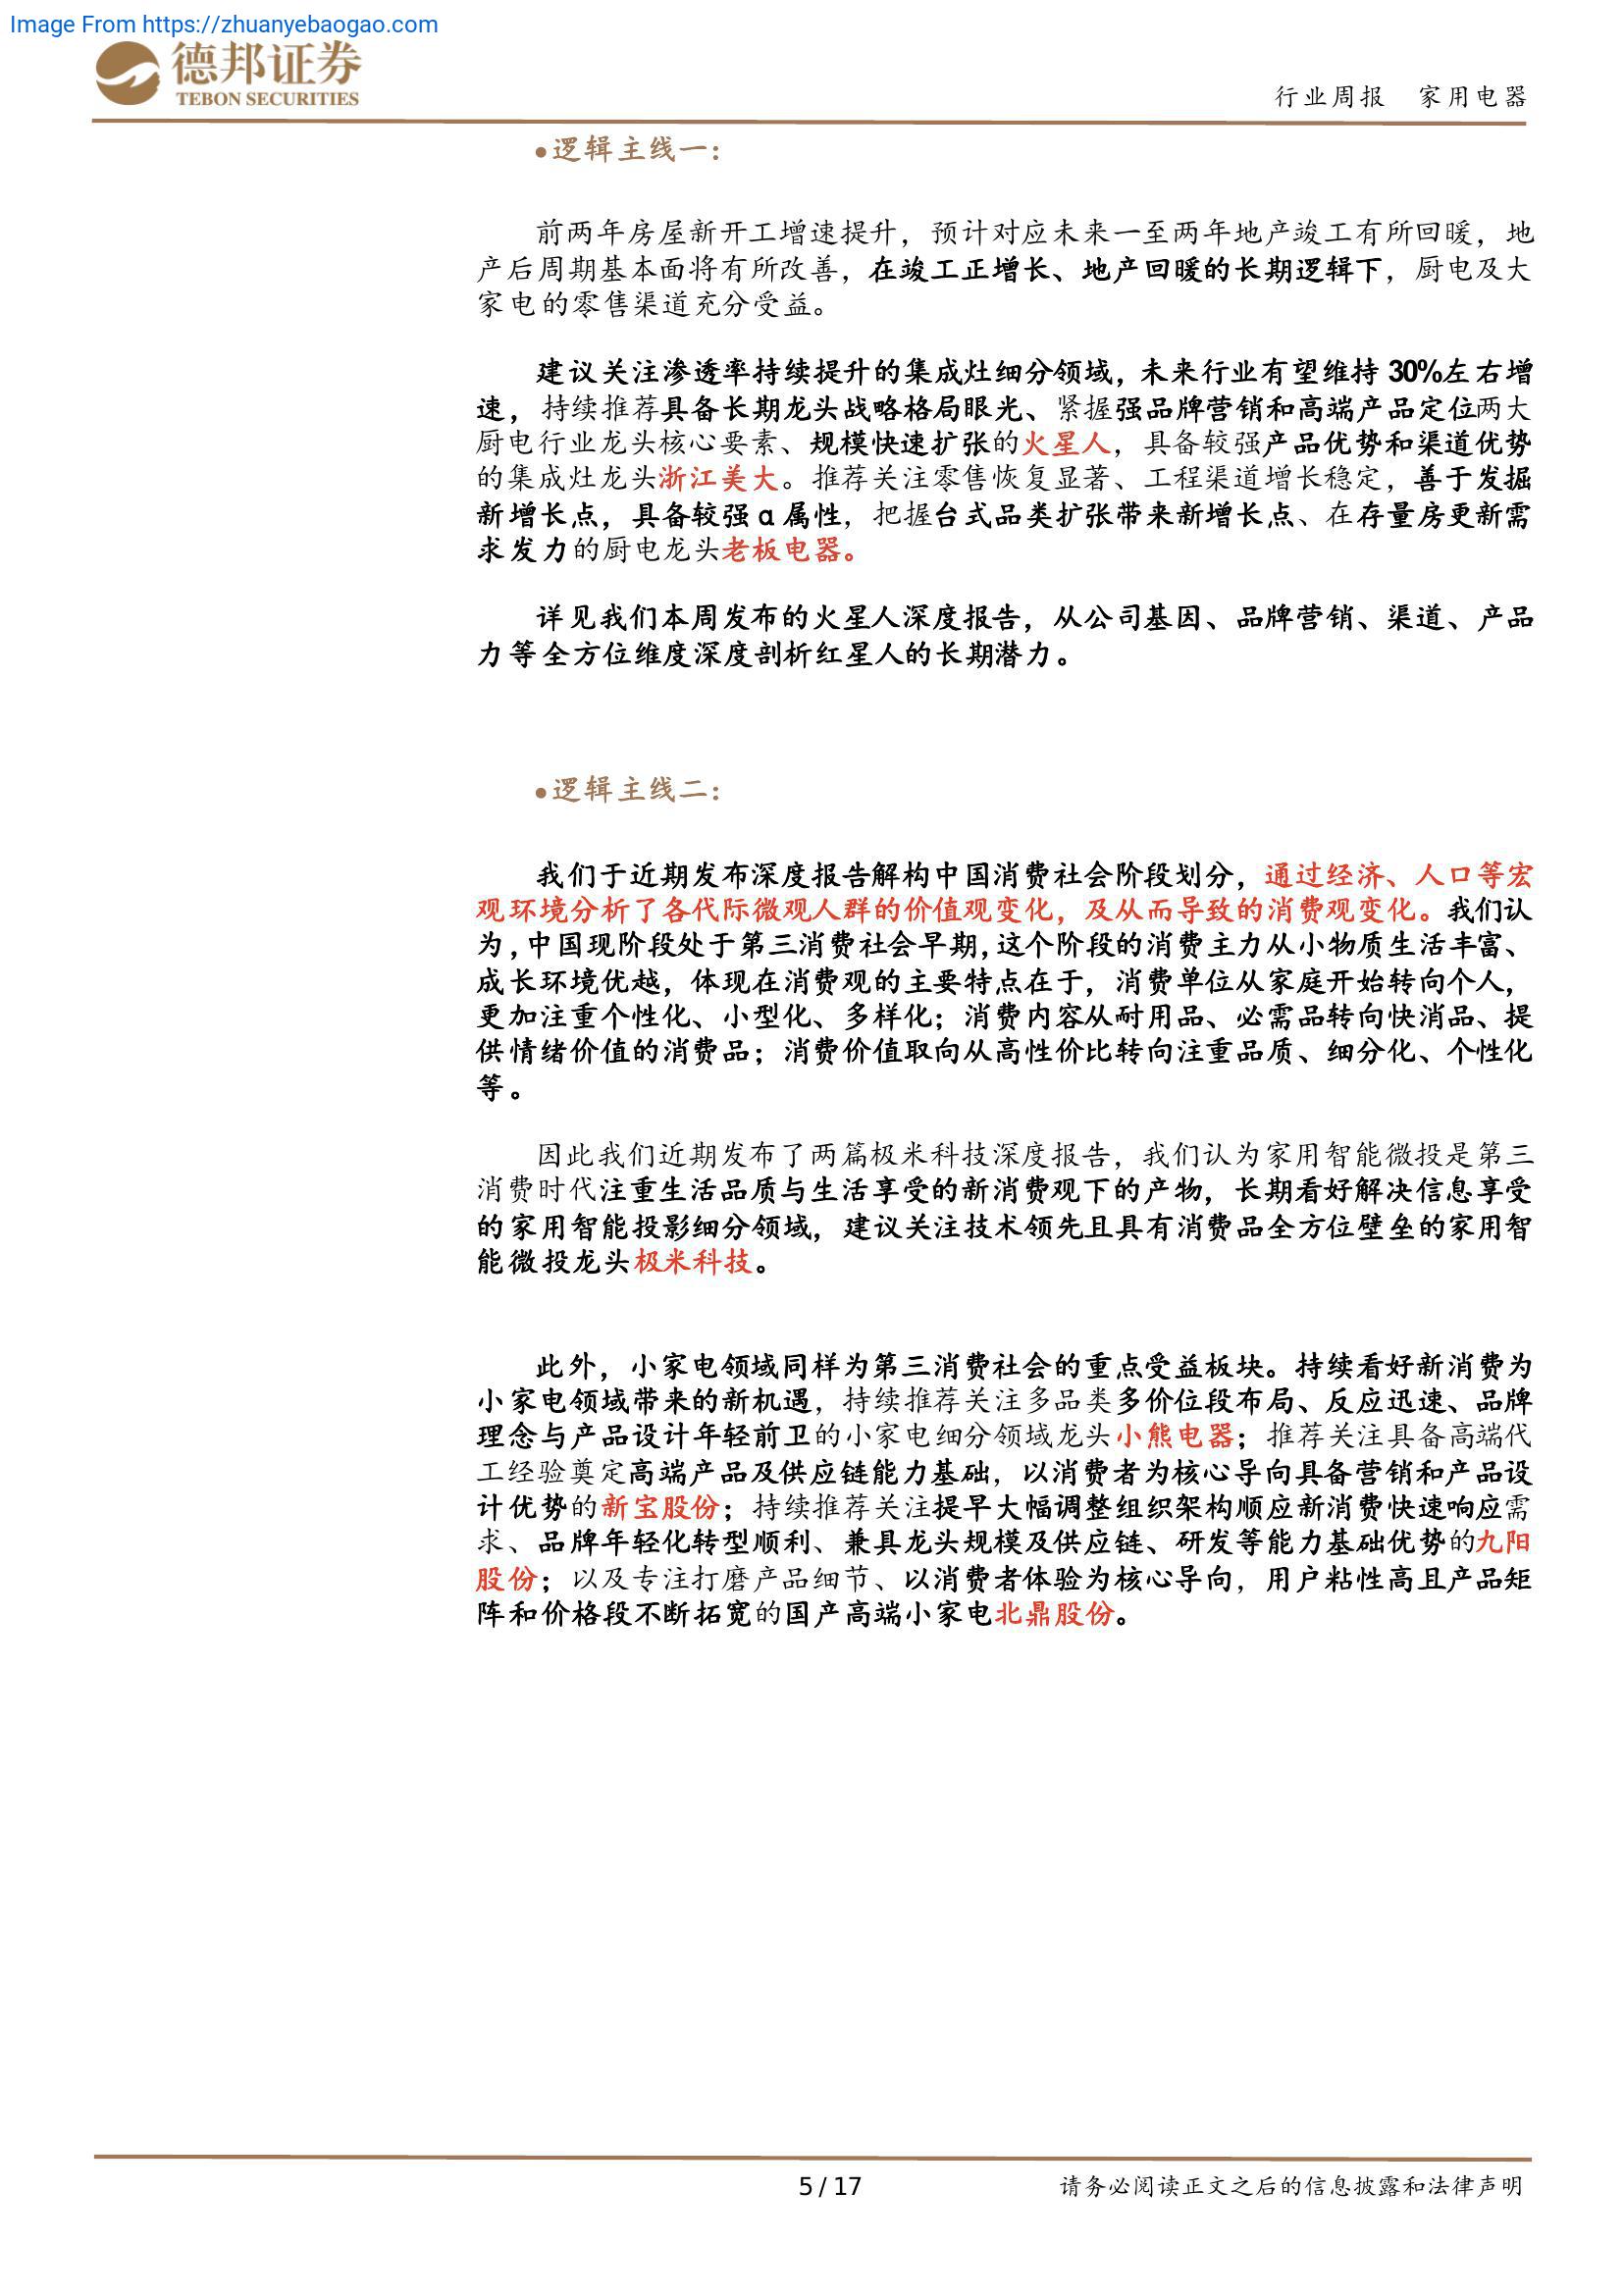 Image From https://zhuanyebaogao.com
德邦证券
TEBON SECURITIES
行业周报 家用电器
●逻辑主线一：
前两年房屋新开工增速提升，预计对应未来一至两年地产竣工有所回暖，地
产后周期基本面将有所改善，在竣工正增长、地产回暖的长期逻辑下，厨电及大
家电的零售渠道充分受益。
建议关注渗透率持续提升的集成灶细分领域，未来行业有望维持 30%左右增
速，持续推荐具备长期龙头战略格局眼光、紧握强品牌营销和高端产品定位两大
厨电行业龙头核心要素、规模快速扩张的火星人，具备较强产品优势和渠道优势
的集成灶龙头浙江美大。推荐关注零售恢复显著、工程渠道增长稳定，善于发掘
新增长点，具备较强 α 属性，把握台式品类扩张带来新增长点、在存量房更新需
求发力的厨电龙头老板电器。
详见我们本周发布的火星人深度报告，从公司基因、品牌营销、渠道、产品
力等全方位维度深度剖析红星人的长期潜力。
●逻辑主线二：
我们于近期发布深度报告解构中国消费社会阶段划分，通过经济、人口等宏
观环境分析了各代际微观人群的价值观变化，及从而导致的消费观变化。我们认
为，中国现阶段处于第三消费社会早期，这个阶段的消费主力从小物质生活丰富、
成长环境优越，体现在消费观的主要特点在于，消费单位从家庭开始转向个人，
更加注重个性化、小型化、多样化；消费内容从耐用品、必需品转向快消品、提
供情绪价值的消费品；消费价值取向从高性价比转向注重品质、细分化、个性化
等。
因此我们近期发布了两篇极米科技深度报告，我们认为家用智能微投是第三
消费时代注重生活品质与生活享受的新消费观下的产物，长期看好解决信息享受
的家用智能投影细分领域，建议关注技术领先且具有消费品全方位壁垒的家用智
能微投龙头极米科技。
此外，小家电领域同样为第三消费社会的重点受益板块。持续看好新消费为
小家电领域带来的新机遇，持续推荐关注多品类多价位段布局、反应迅速、品牌
理念与产品设计年轻前卫的小家电细分领域龙头小熊电器；推荐关注具备高端代
工经验奠定高端产品及供应链能力基础，以消费者为核心导向具备营销和产品设
计优势的新宝股份；持续推荐关注提早大幅调整组织架构顺应新消费快速响应需
求、品牌年轻化转型顺利、兼具龙头规模及供应链、研发等能力基础优势的九阳
股份；以及专注打磨产品细节、以消费者体验为核心导向，用户粘性高且产品矩
阵和价格段不断拓宽的国产高端小家电北鼎股份。
5 / 17
请务必阅读正文之后的信息披露和法律声明